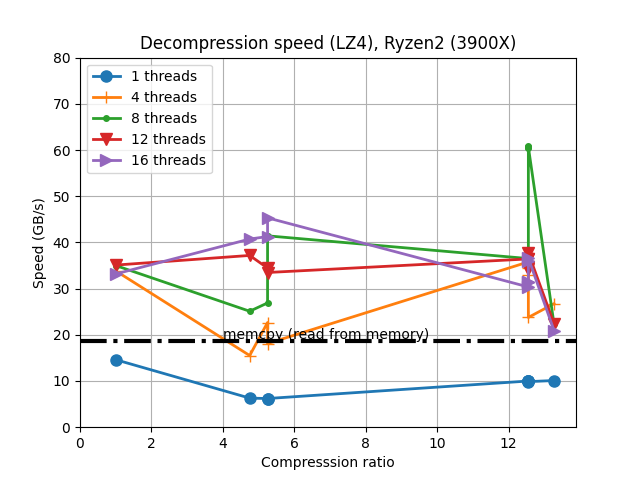 Decompression speed (LZ4), Ryzen2 (3900X)
80
70
60
50
40
30
20
10
0
Speed (GB/s)
1 threads
4 threads
8 threads
12 threads
16 threads
memcpy (read from memory)
0 2 4 6 8 10 12
Compresssion ratio